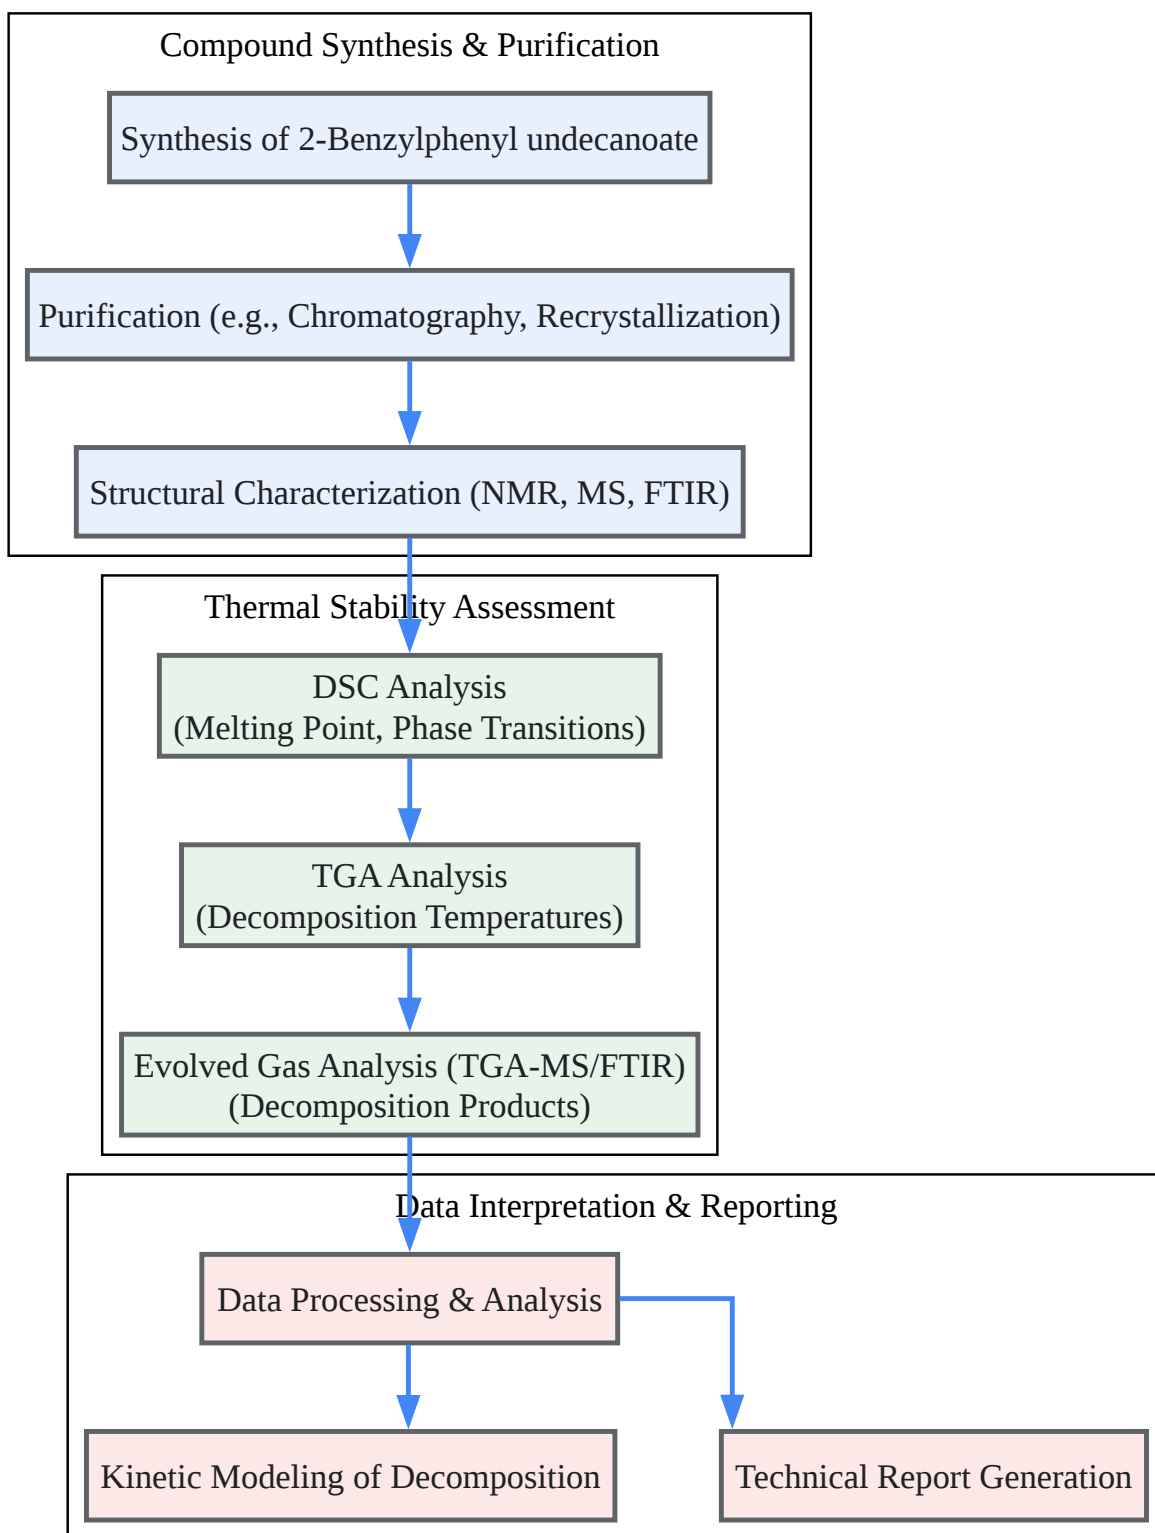 Compound Synthesis & Purification
Synthesis of 2-Benzylphenyl undecanoate
Purification (e.g., Chromatography, Recrystallization)
Structural Characterization (NMR, MS, FTIR)
Thermal Stability Assessment
DSC Analysis
(Melting Point, Phase Transitions)
TGA Analysis
(Decomposition Temperatures)
Evolved Gas Analysis (TGA-MS/FTIR)
(Decomposition Products)
Data Interpretation & Reporting
Data Processing & Analysis
Kinetic Modeling of Decomposition
Technical Report Generation